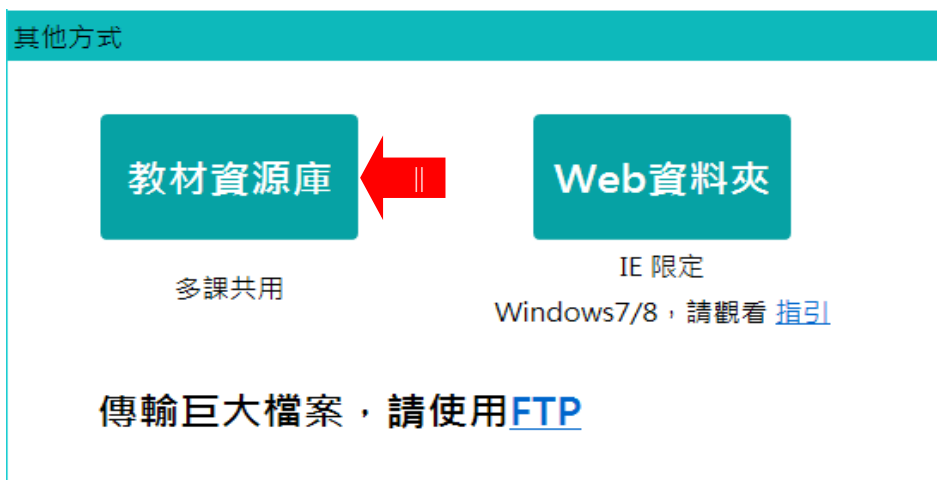 其他方式
教材資源庫
Web資料夾
多課共用
IE 限定
Windows7/8，請觀看 指引
傳輸巨大檔案，請使用FTP